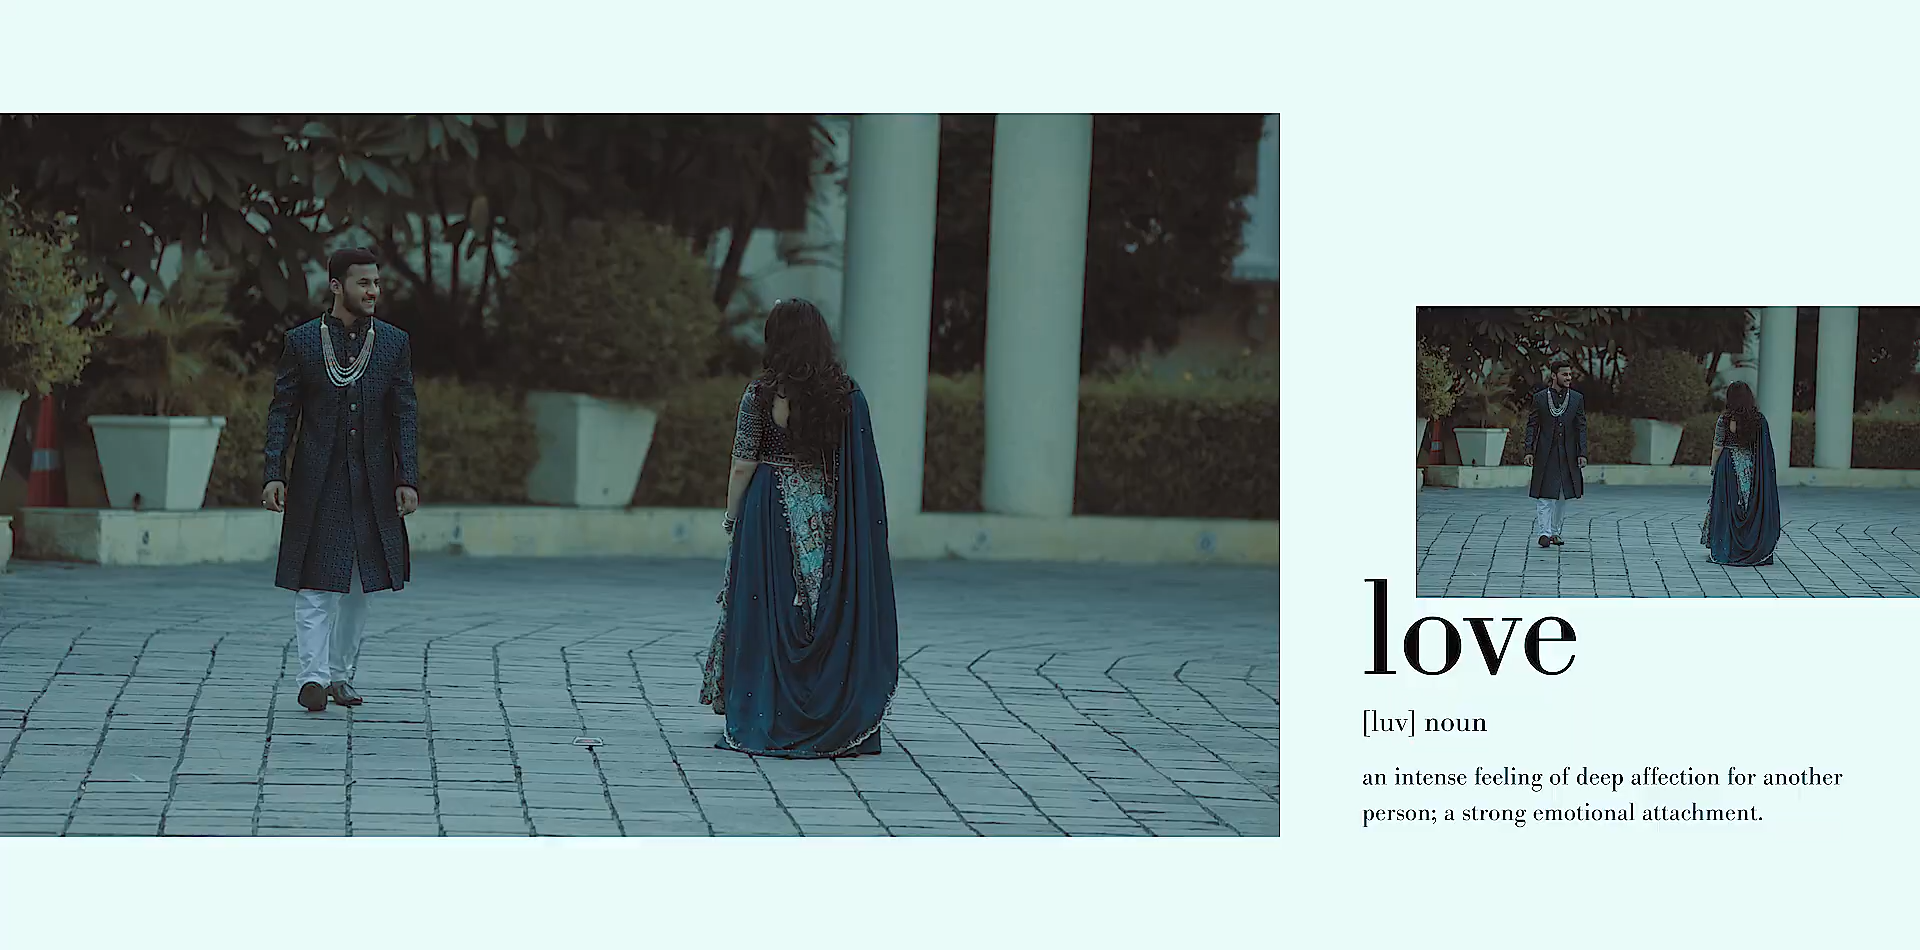 love
[luv] noun
an intense feeling of deep affection for another
person; a strong emotional attachment.